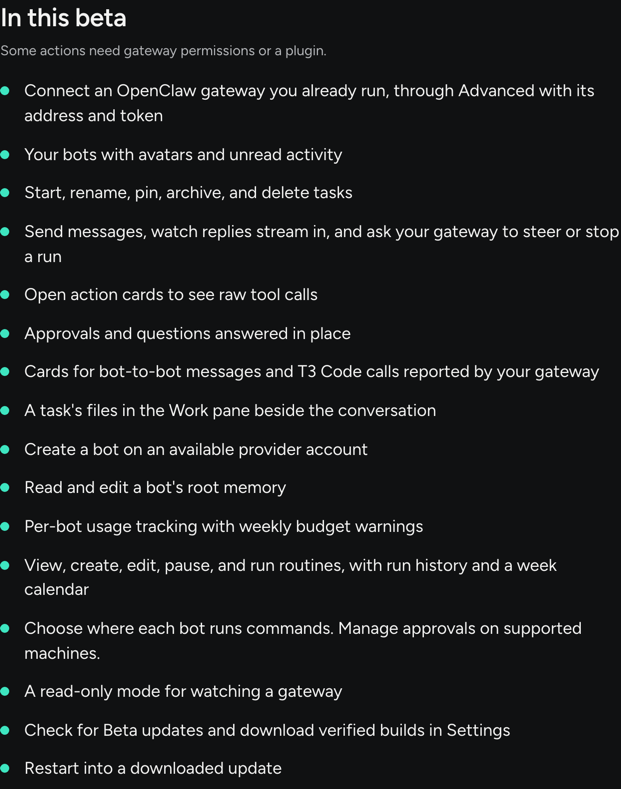 In this beta
Some actions need gateway permissions or a plugin.
Connect an OpenClaw gateway you already run, through Advanced with its
address and token
Your bots with avatars and unread activity
Start, rename, pin, archive, and delete tasks
Send messages, watch replies stream in, and ask your gateway to steer or stop
a run
Open action cards to see raw tool calls
Approvals and questions answered in place
Cards for bot-to-bot messages and T3 Code calls reported by your gateway
A task's files in the Work pane beside the conversation
Create a bot on an available provider account
Read and edit a bot's root memory
Per-bot usage tracking with weekly budget warnings
View, create, edit, pause, and run routines, with run history and a week
calendar
Choose where each bot runs commands. Manage approvals on supported
machines.
A read-only mode for watching a gateway
Check for Beta updates and download verified builds in Settings
Restart into a downloaded update